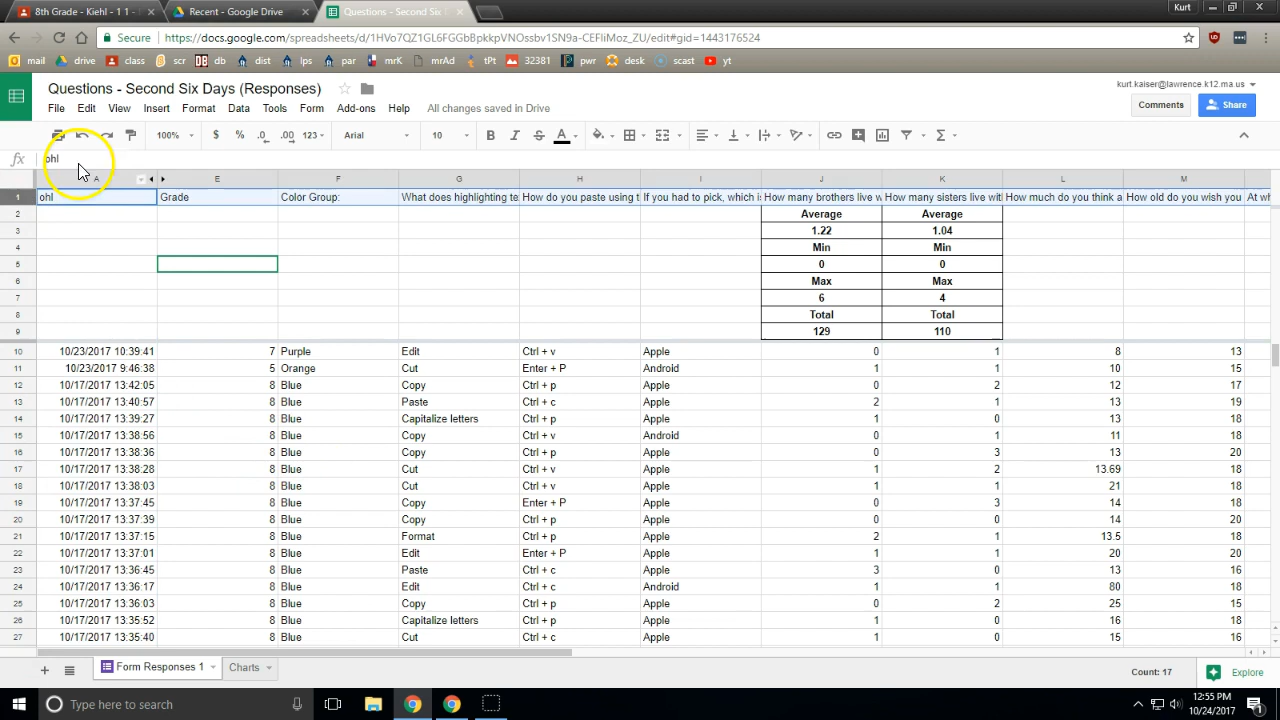 8th Grade - Kiehl - 1 1 -
Recent - Google Drive
Questions - Second Six D
Kurt
Secure
https://docs.google.com/spreadsheets/d/1HVo7QZ1GL6FGGbBpkkpVNOssbv1SN9a-CEFIiMoz_ZU/edit#gid=1443176524
mail drive class scr db dist lps par mrK mrAd tPt 32381 pwr desk scast yt
Questions - Second Six Days (Responses)
kurt.kaiser@lawrence.k12.ma.us
File Edit View Insert Format Data Tools Form Add-ons Help All changes saved in Drive
Comments Share
100% $ % .0 .00 123 Arial 10 B I S A
fx ohl
A E F G H I J K L M
1 ohl Grade Color Group: What does highlighting te How do you paste using t If you had to pick, which is How many brothers live w How many sisters live wit How much do you think a How old do you wish you At wh
2 Average Average
3 1.22 1.04
4 Min Min
5 0 0
6 Max Max
7 6 4
8 Total Total
9 129 110
10 10/23/2017 10:39:41 7 Purple Edit Ctrl + v Apple 0 1 8 13
11 10/23/2017 9:46:38 5 Orange Cut Enter + P Android 1 1 10 15
12 10/17/2017 13:42:05 8 Blue Copy Ctrl + p Apple 0 2 12 17
13 10/17/2017 13:40:57 8 Blue Paste Ctrl + c Apple 2 1 13 19
14 10/17/2017 13:39:27 8 Blue Capitalize letters Ctrl + p Apple 1 0 13 18
15 10/17/2017 13:38:56 8 Blue Copy Ctrl + v Android 0 1 11 18
16 10/17/2017 13:38:36 8 Blue Copy Ctrl + p Apple 0 3 13 20
17 10/17/2017 13:38:28 8 Blue Cut Ctrl + v Apple 1 2 13.69 18
18 10/17/2017 13:38:03 8 Blue Cut Ctrl + v Apple 1 1 21 18
19 10/17/2017 13:37:45 8 Blue Copy Enter + P Apple 0 3 14 18
20 10/17/2017 13:37:39 8 Blue Copy Ctrl + p Apple 0 0 14 20
21 10/17/2017 13:37:15 8 Blue Format Ctrl + p Apple 2 1 13.5 18
22 10/17/2017 13:37:01 8 Blue Edit Enter + P Apple 1 1 20 20
23 10/17/2017 13:36:45 8 Blue Paste Ctrl + c Apple 3 0 13 16
24 10/17/2017 13:36:17 8 Blue Edit Ctrl + c Android 1 1 80 18
25 10/17/2017 13:36:03 8 Blue Copy Ctrl + p Apple 0 2 25 15
26 10/17/2017 13:35:52 8 Blue Capitalize letters Ctrl + p Apple 1 0 16 18
27 10/17/2017 13:35:40 8 Blue Cut Ctrl + c Apple 1 0 15 16
Form Responses 1 Charts Count: 17 Explore
Type here to search
12:55 PM
10/24/2017